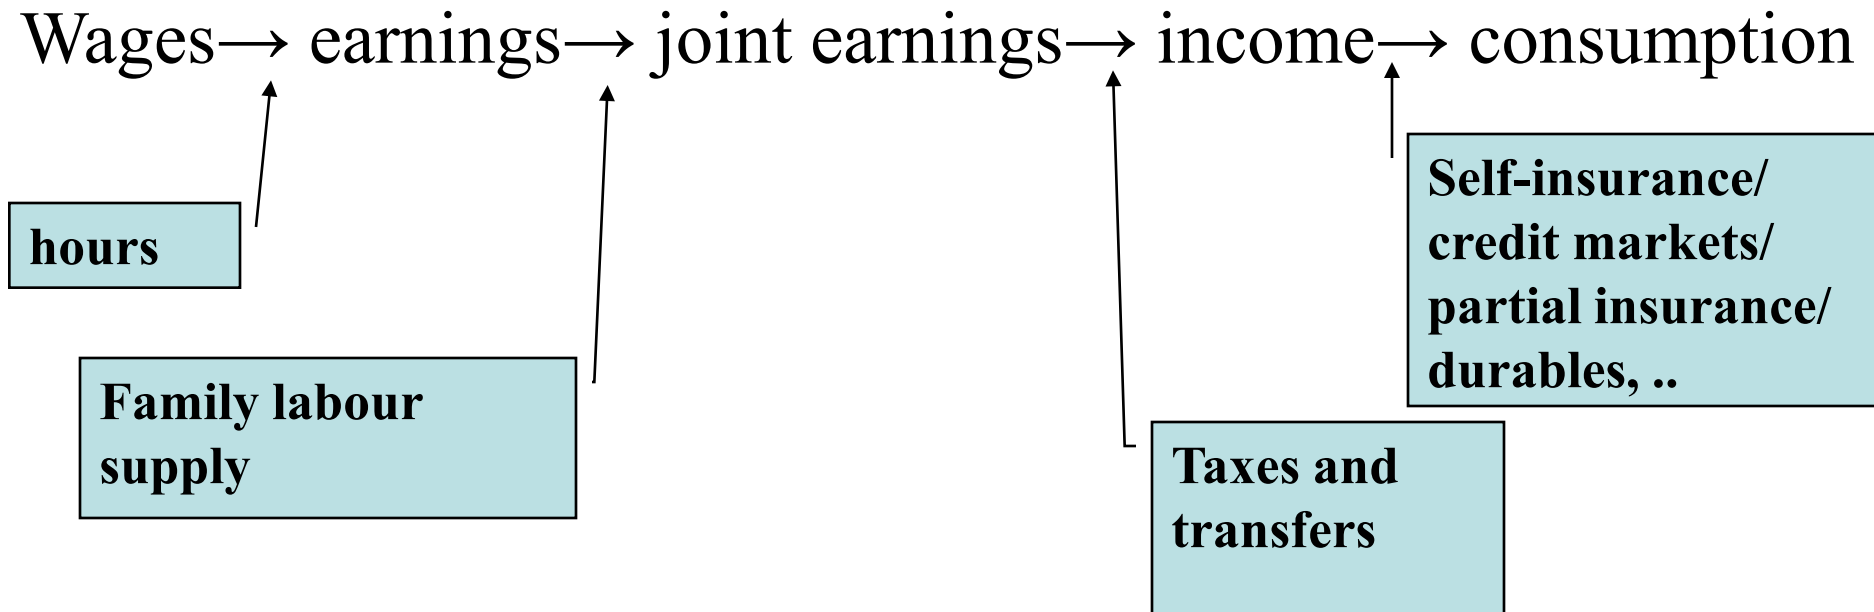 Wages→ earnings→ joint earnings→ income→ consumption
hours
Family labour
supply
Taxes and
transfers
Self-insurance/
credit markets/
partial insurance/
durables, ..